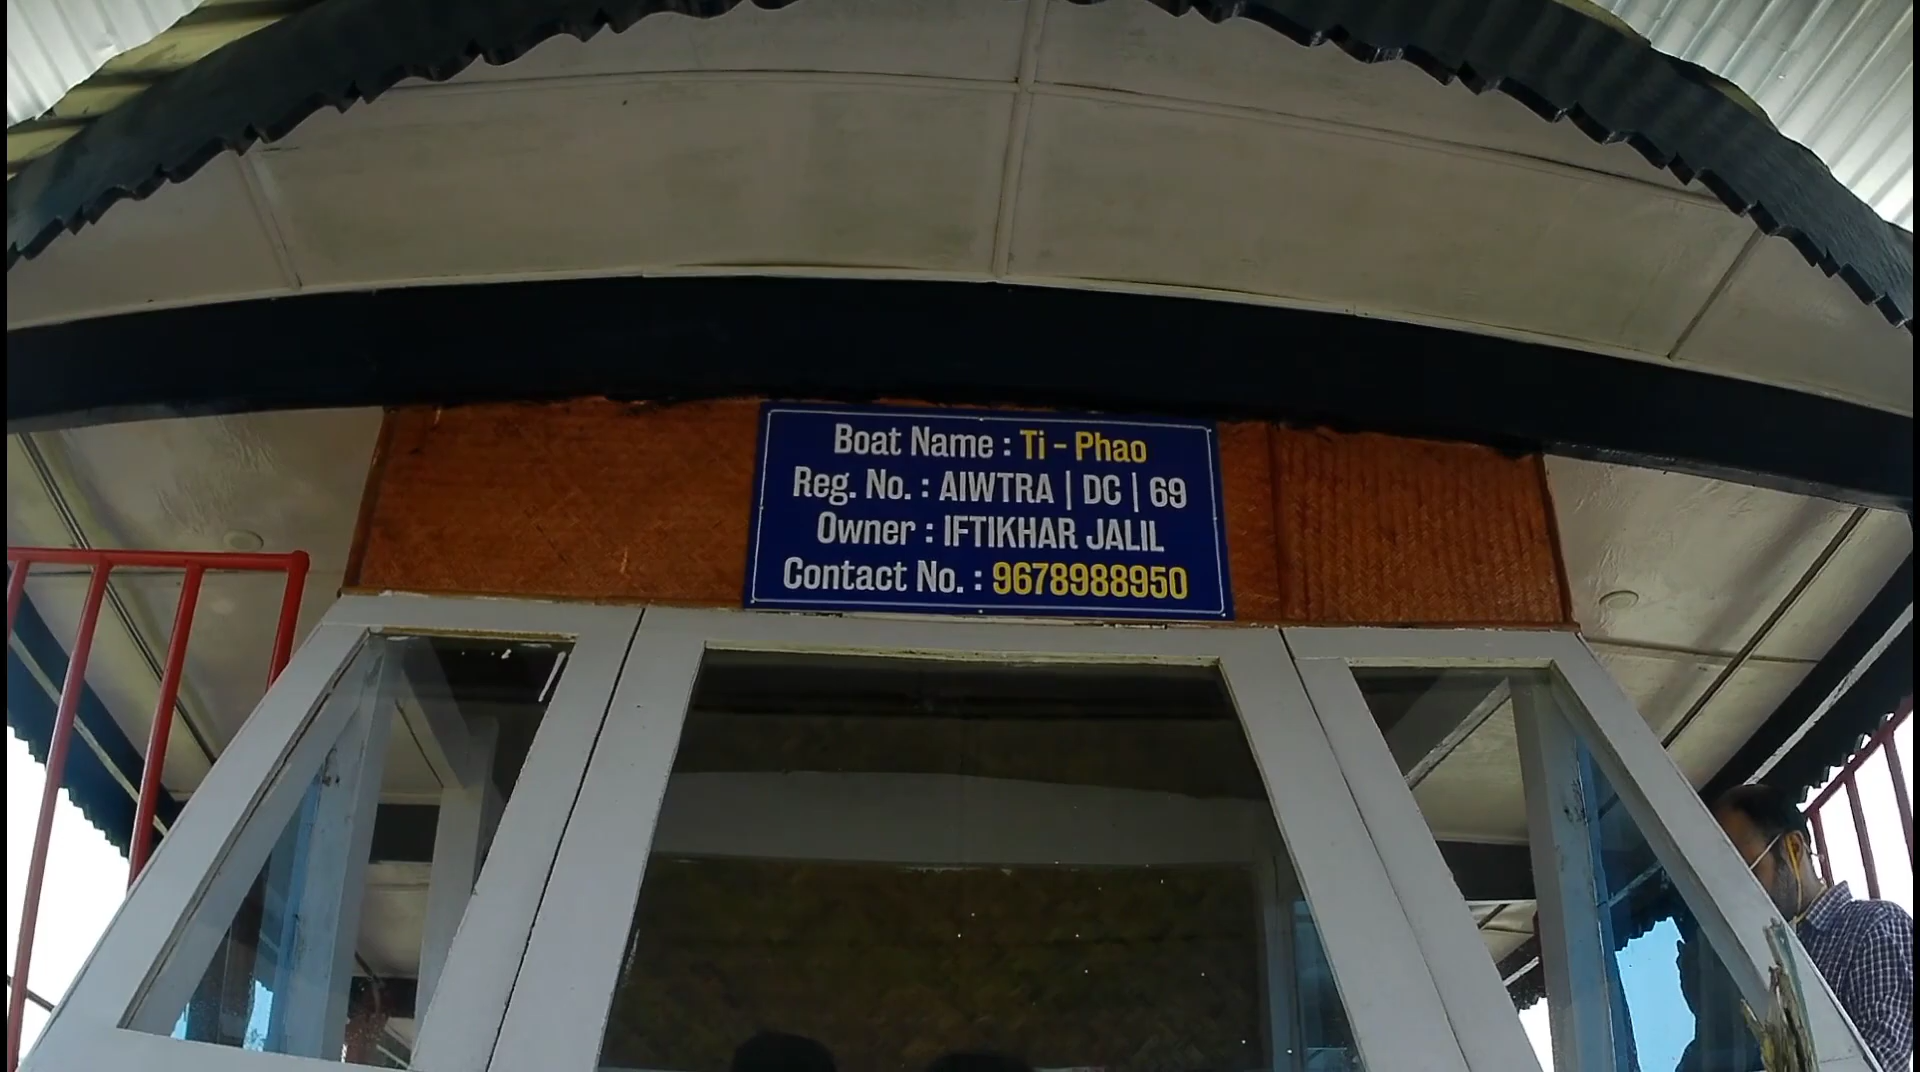 Boat Name : Ti - Phao
Reg. No. : AIWTRA | DC | 69
Owner : IFTIKHAR JALIL
Contact No. : 9678988950